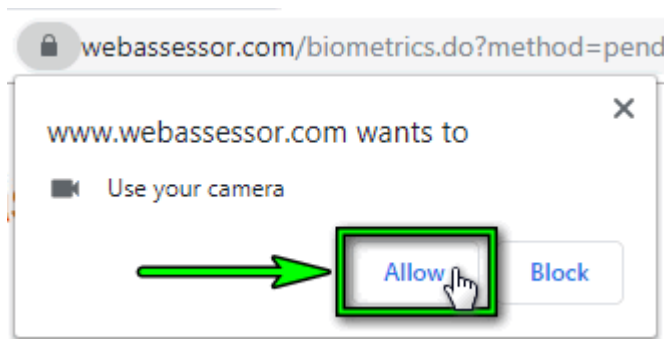 webassessor.com/biometrics.do?method=pend
www.webassessor.com wants to
Use your camera
Allow
Block